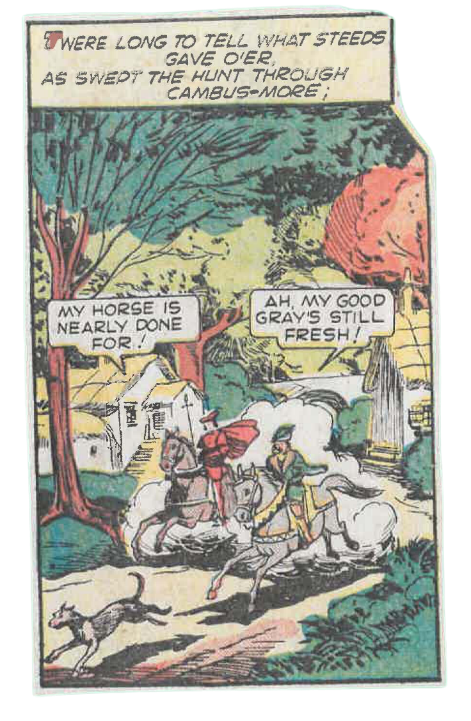 'TWERE LONG TO TELL WHAT STEEDS
GAVE O'ER,
AS SWEPT THE HUNT THROUGH
CAMBUS-MORE;
MY HORSE IS
NEARLY DONE
FOR!
AH, MY GOOD
GRAY'S STILL
FRESH!